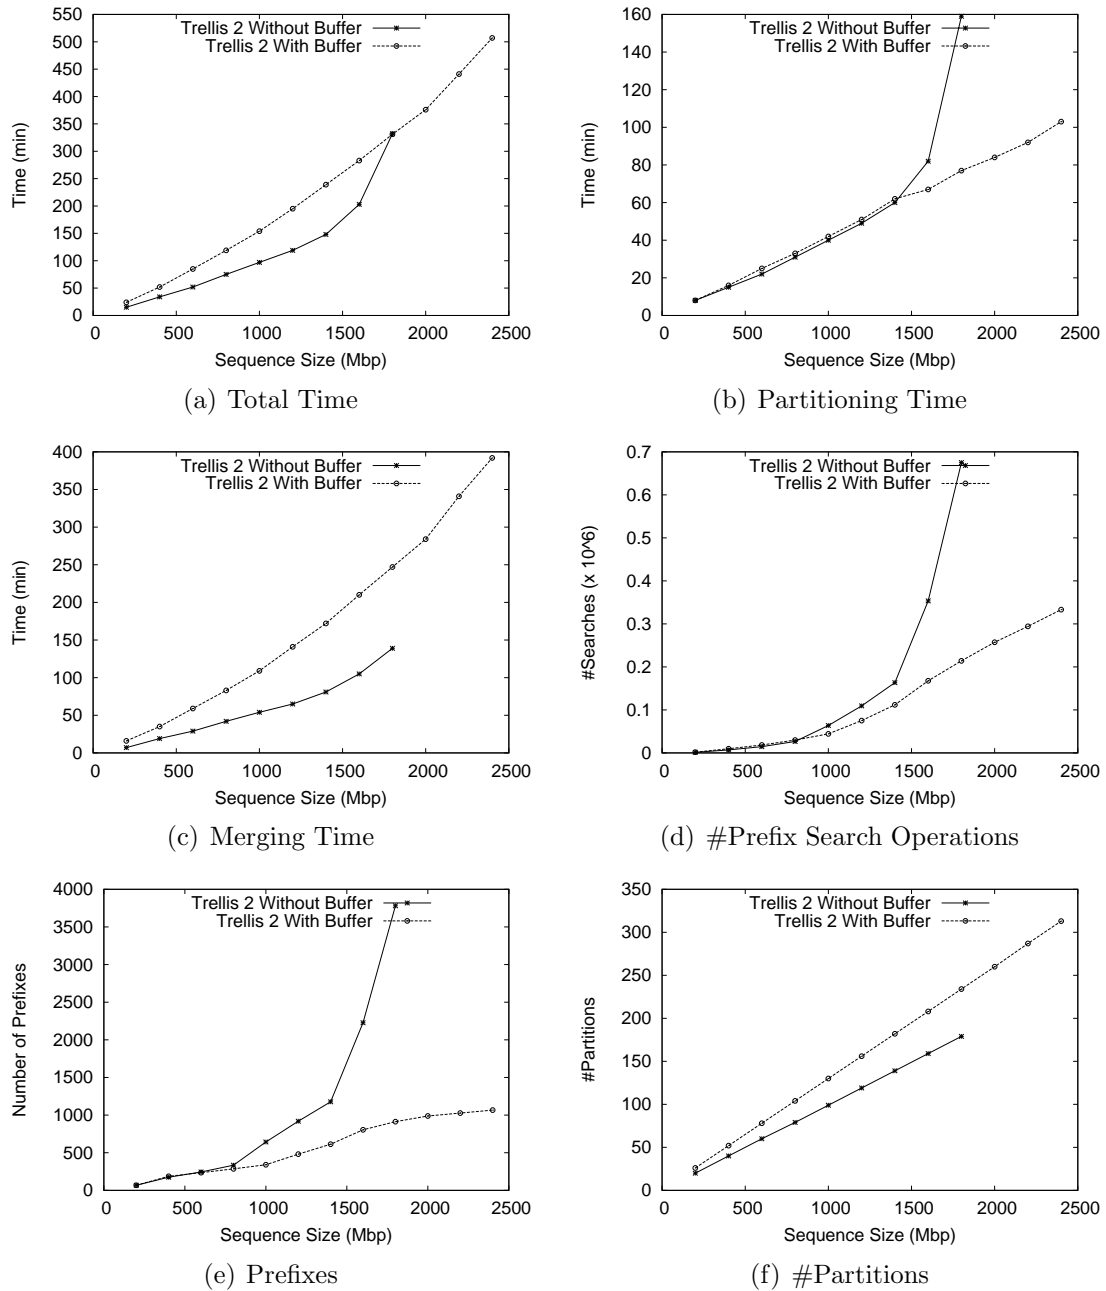 550
500
450
400
350
300
250
200
150
100
50
0
0 500 1000 1500 2000 2500
Time (min)
Sequence Size (Mbp)
Trellis 2 Without Buffer
Trellis 2 With Buffer
(a) Total Time
160
140
120
100
80
60
40
20
0
0 500 1000 1500 2000 2500
Time (min)
Sequence Size (Mbp)
Trellis 2 Without Buffer
Trellis 2 With Buffer
(b) Partitioning Time
400
350
300
250
200
150
100
50
0
0 500 1000 1500 2000 2500
Time (min)
Sequence Size (Mbp)
Trellis 2 Without Buffer
Trellis 2 With Buffer
(c) Merging Time
0.7
0.6
0.5
0.4
0.3
0.2
0.1
0
0 500 1000 1500 2000 2500
#Searches (x 10^6)
Sequence Size (Mbp)
Trellis 2 Without Buffer
Trellis 2 With Buffer
(d) #Prefix Search Operations
4000
3500
3000
2500
2000
1500
1000
500
0
0 500 1000 1500 2000 2500
Number of Prefixes
Sequence Size (Mbp)
Trellis 2 Without Buffer
Trellis 2 With Buffer
(e) Prefixes
350
300
250
200
150
100
50
0
0 500 1000 1500 2000 2500
#Partitions
Sequence Size (Mbp)
Trellis 2 Without Buffer
Trellis 2 With Buffer
(f) #Partitions